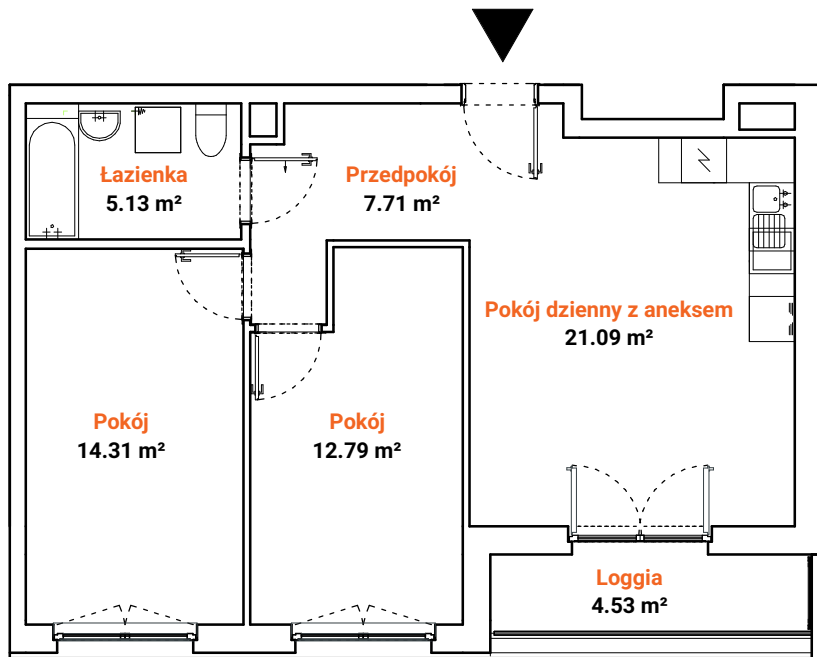 Łazienka
5.13 m²
Przedpokój
7.71 m²
Pokój dzienny z aneksem
21.09 m²
Pokój
14.31 m²
Pokój
12.79 m²
Loggia
4.53 m²